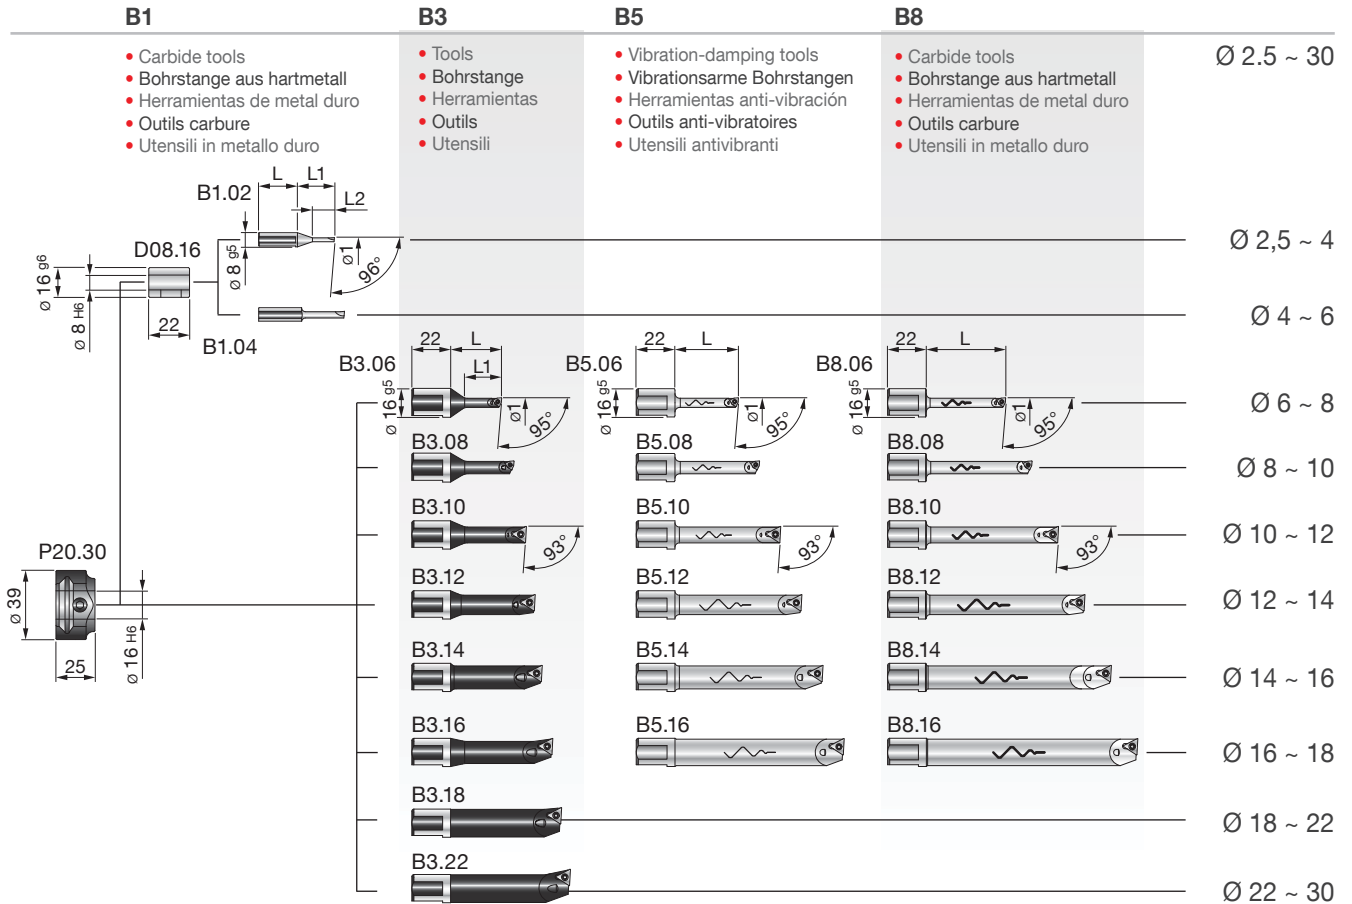 B1
B3
B5
B8
• Carbide tools
• Bohrstange aus hartmetall
• Herramientas de metal duro
• Outils carbure
• Utensili in metallo duro
• Tools
• Bohrstange
• Herramientas
• Outils
• Utensili
• Vibration-damping tools
• Vibrationsarme Bohrstangen
• Herramientas anti-vibración
• Outils anti-vibratoires
• Utensili antivibranti
• Carbide tools
• Bohrstange aus hartmetall
• Herramientas de metal duro
• Outils carbure
• Utensili in metallo duro
Ø 2.5 ~ 30
B1.02
L
L1
L2
Ø 8 g5
Ø1
96°
Ø 2,5 ~ 4
D08.16
Ø 16 g6
Ø 8 H6
22
B1.04
Ø 4 ~ 6
B3.06
22
L
L1
Ø 16 g5
Ø1
95°
B5.06
22
L
Ø 16 g5
Ø1
95°
B8.06
22
L
Ø 16 g5
Ø1
95°
Ø 6 ~ 8
B3.08
B5.08
B8.08
Ø 8 ~ 10
B3.10
93°
B5.10
93°
B8.10
93°
Ø 10 ~ 12
P20.30
Ø 39
25
Ø 16 H6
B3.12
B5.12
B8.12
Ø 12 ~ 14
B3.14
B5.14
B8.14
Ø 14 ~ 16
B3.16
B5.16
B8.16
Ø 16 ~ 18
B3.18
Ø 18 ~ 22
B3.22
Ø 22 ~ 30